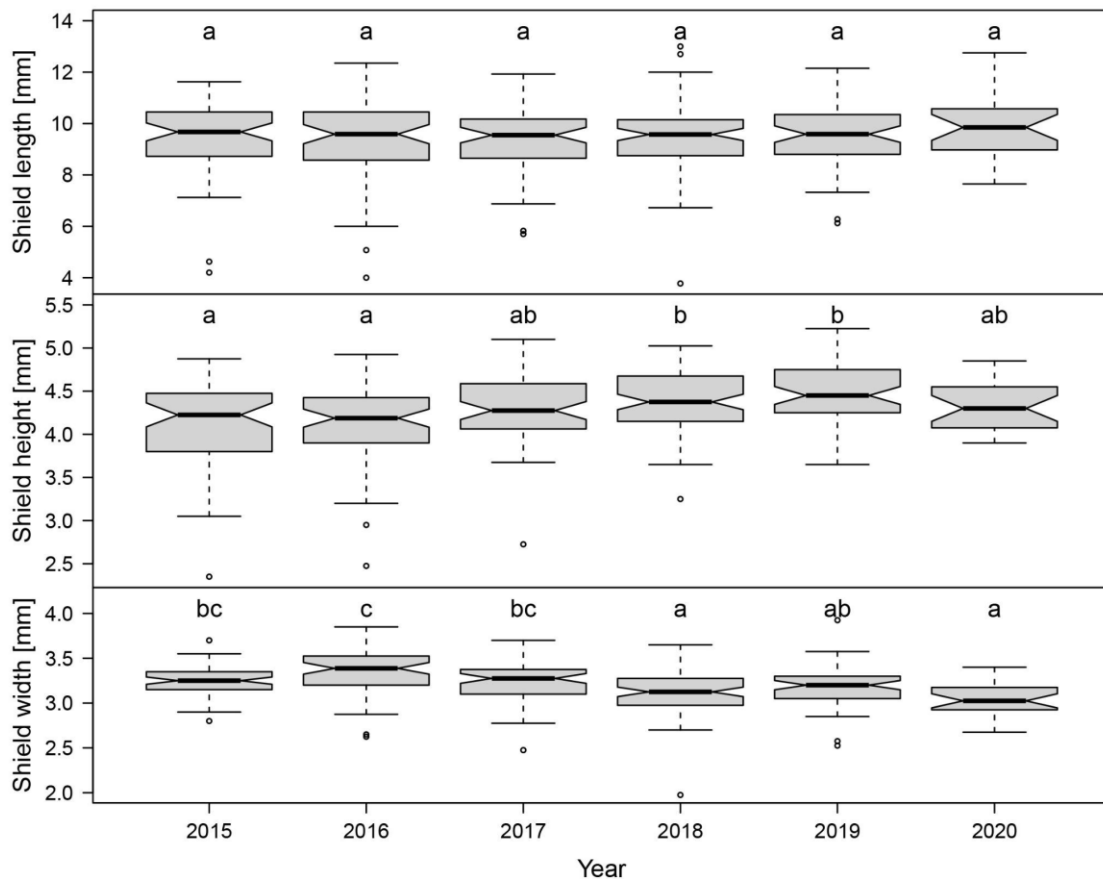 14
12
10
8
6
4
Shield length [mm]
a a a a a a
5.5
5.0
4.5
4.0
3.5
3.0
2.5
Shield height [mm]
a a ab b b ab
4.0
3.5
3.0
2.5
2.0
Shield width [mm]
bc c bc a ab a
2015 2016 2017 2018 2019 2020
Year